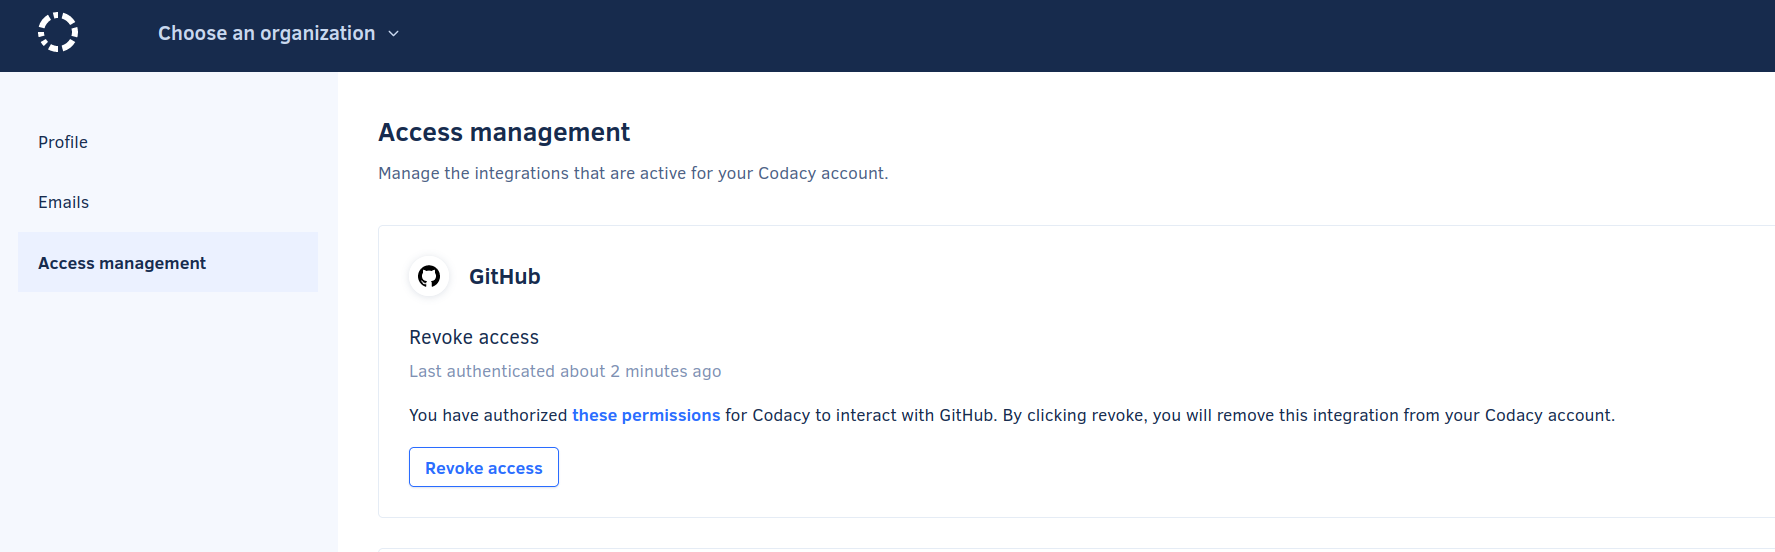 Choose an organization
Profile
Emails
Access management
Access management
Manage the integrations that are active for your Codacy account.
GitHub
Revoke access
Last authenticated about 2 minutes ago
You have authorized these permissions for Codacy to interact with GitHub. By clicking revoke, you will remove this integration from your Codacy account.
Revoke access